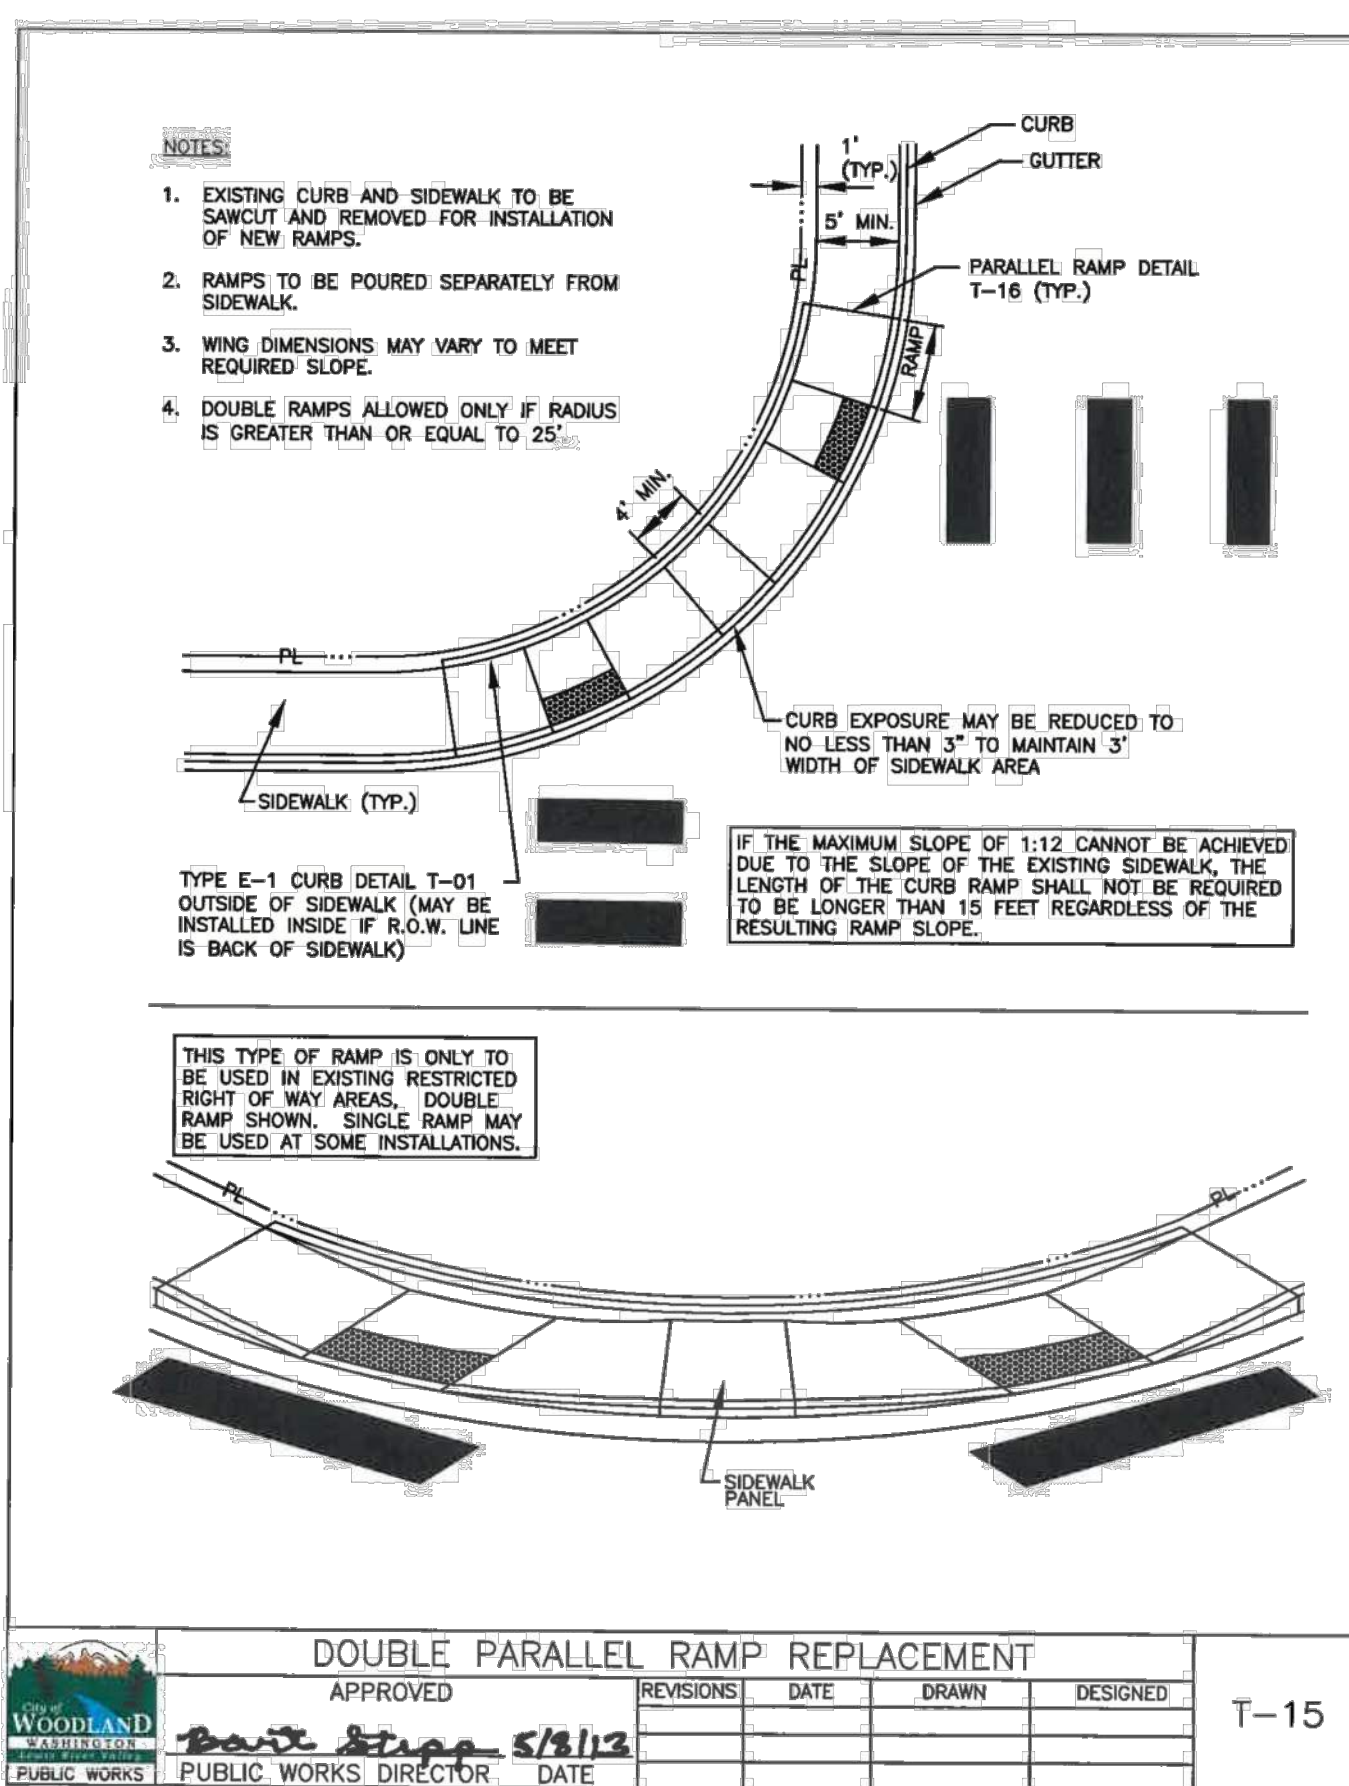 NOTES:
1. EXISTING CURB AND SIDEWALK TO BE
SAWCUT AND REMOVED FOR INSTALLATION
OF NEW RAMPS.
2. RAMPS TO BE POURED SEPARATELY FROM
SIDEWALK.
3. WING DIMENSIONS MAY VARY TO MEET
REQUIRED SLOPE.
4. DOUBLE RAMPS ALLOWED ONLY IF RADIUS
IS GREATER THAN OR EQUAL TO 25'
CURB
1'
(TYP.)
GUTTER
5' MIN.
PL
PARALLEL RAMP DETAIL
T-16 (TYP.)
RAMP
4' MIN.
PL
CURB EXPOSURE MAY BE REDUCED TO
NO LESS THAN 3" TO MAINTAIN 3'
WIDTH OF SIDEWALK AREA
SIDEWALK (TYP.)
TYPE E-1 CURB DETAIL T-01
OUTSIDE OF SIDEWALK (MAY BE
INSTALLED INSIDE IF R.O.W. LINE
IS BACK OF SIDEWALK)
IF THE MAXIMUM SLOPE OF 1:12 CANNOT BE ACHIEVED
DUE TO THE SLOPE OF THE EXISTING SIDEWALK, THE
LENGTH OF THE CURB RAMP SHALL NOT BE REQUIRED
TO BE LONGER THAN 15 FEET REGARDLESS OF THE
RESULTING RAMP SLOPE.
THIS TYPE OF RAMP IS ONLY TO
BE USED IN EXISTING RESTRICTED
RIGHT OF WAY AREAS, DOUBLE
RAMP SHOWN. SINGLE RAMP MAY
BE USED AT SOME INSTALLATIONS.
PL
PL
SIDEWALK
PANEL
City of
WOODLAND
WASHINGTON
Lewis River Valley
PUBLIC WORKS
DOUBLE PARALLEL RAMP REPLACEMENT
APPROVED
Bart Stepp 5/8/13
PUBLIC WORKS DIRECTOR DATE
REVISIONS DATE DRAWN DESIGNED
T-15